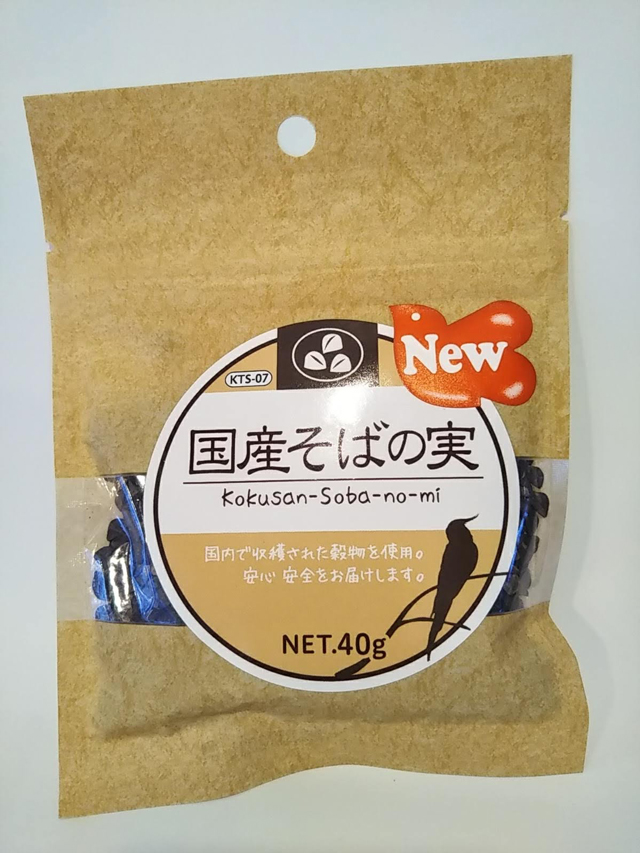 New
KTS-07
国産そばの実
Kokusan-Soba-no-mi
国内で収穫された穀物を使用。
安心 安全をお届けします。
NET.40g